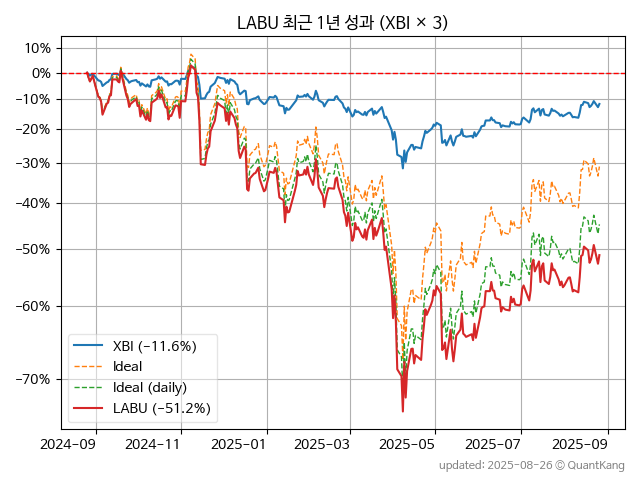 LABU 최근 1년 성과 (XBI × 3)
10%
0%
−10%
−20%
−30%
−40%
−50%
−60%
−70%
XBI (−11.6%)
Ideal
Ideal (daily)
LABU (−51.2%)
2024-09 2024-11 2025-01 2025-03 2025-05 2025-07 2025-09
updated: 2025-08-26 © QuantKang